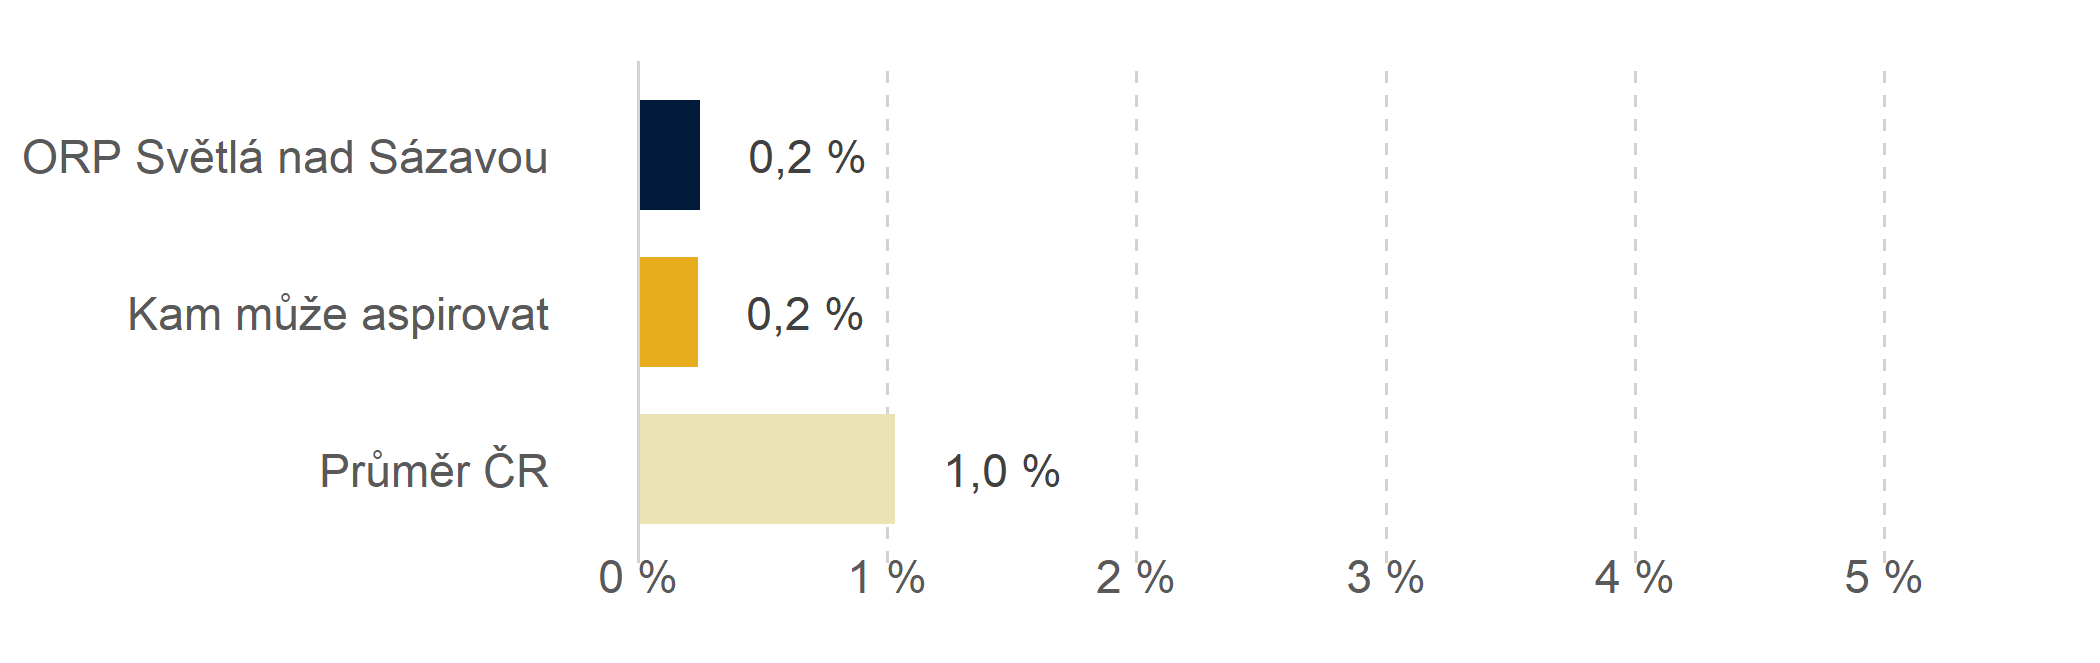 ORP Světlá nad Sázavou
0,2 %
Kam může aspirovat
0,2 %
Průměr ČR
1,0 %
0 % 1 % 2 % 3 % 4 % 5 %